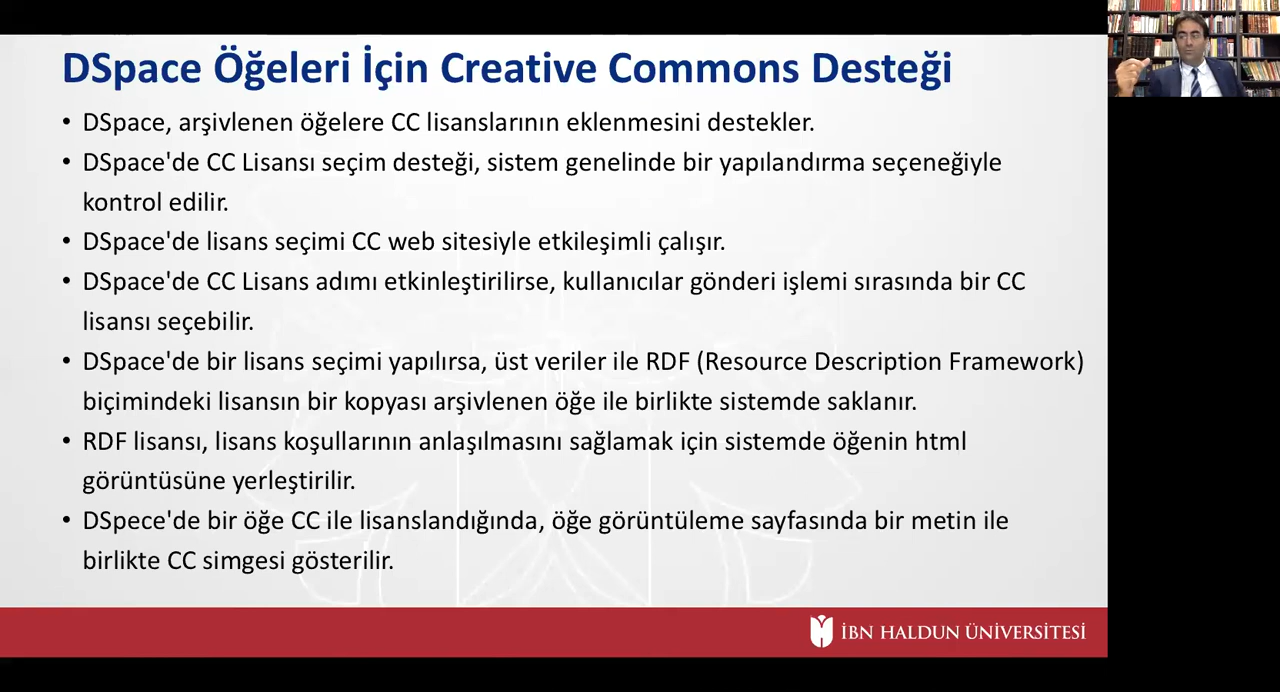 DSpace Öğeleri İçin Creative Commons Desteği
• DSpace, arşivlenen öğelere CC lisanslarının eklenmesini destekler.
• DSpace'de CC Lisansı seçim desteği, sistem genelinde bir yapılandırma seçeneğiyle
kontrol edilir.
• DSpace'de lisans seçimi CC web sitesiyle etkileşimli çalışır.
• DSpace'de CC Lisans adımı etkinleştirilirse, kullanıcılar gönderi işlemi sırasında bir CC
lisansı seçebilir.
• DSpace'de bir lisans seçimi yapılırsa, üst veriler ile RDF (Resource Description Framework)
biçimindeki lisansın bir kopyası arşivlenen öğe ile birlikte sistemde saklanır.
• RDF lisansı, lisans koşullarının anlaşılmasını sağlamak için sistemde öğenin html
görüntüsüne yerleştirilir.
• DSpece'de bir öğe CC ile lisanslandığında, öğe görüntüleme sayfasında bir metin ile
birlikte CC simgesi gösterilir.
İBN HALDUN ÜNİVERSİTESİ